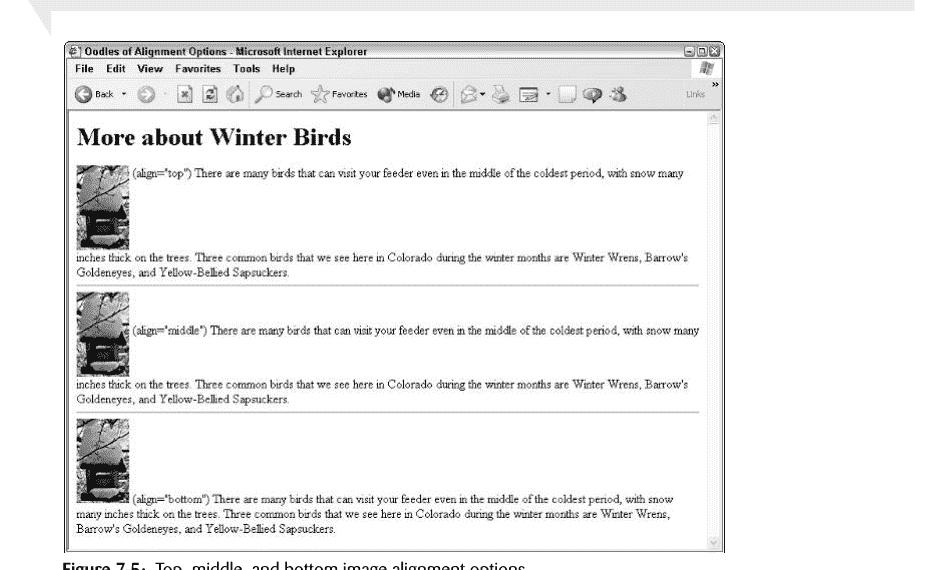 Oodles of Alignment Options - Microsoft Internet Explorer
File Edit View Favorites Tools Help
Back Search Favorites Media Links »
More about Winter Birds
(align="top") There are many birds that can visit your feeder even in the middle of the coldest period, with snow many
inches thick on the trees. Three common birds that we see here in Colorado during the winter months are Winter Wrens, Barrow's
Goldeneyes, and Yellow-Bellied Sapsuckers.
(align="middle") There are many birds that can visit your feeder even in the middle of the coldest period, with snow many
inches thick on the trees. Three common birds that we see here in Colorado during the winter months are Winter Wrens, Barrow's
Goldeneyes, and Yellow-Bellied Sapsuckers.
(align="bottom") There are many birds that can visit your feeder even in the middle of the coldest period, with snow
many inches thick on the trees. Three common birds that we see here in Colorado during the winter months are Winter Wrens,
Barrow's Goldeneyes, and Yellow-Bellied Sapsuckers.
Figure 7-5: Top, middle, and bottom image alignment options